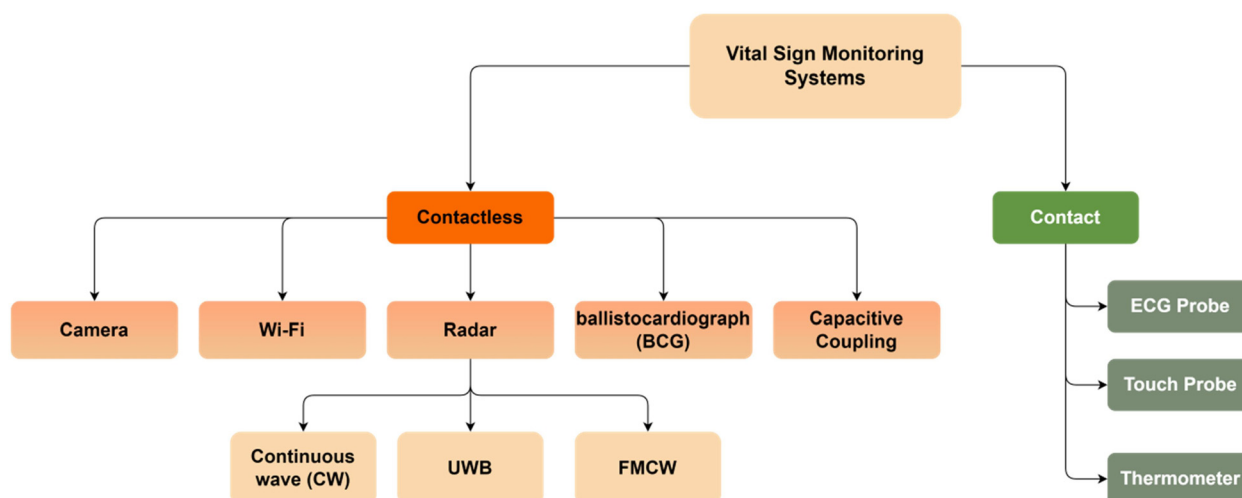 Vital Sign Monitoring
Systems
Contactless
Contact
Camera
Wi-Fi
Radar
ballistocardiograph
(BCG)
Capacitive
Coupling
ECG Probe
Touch Probe
Thermometer
Continuous
wave (CW)
UWB
FMCW